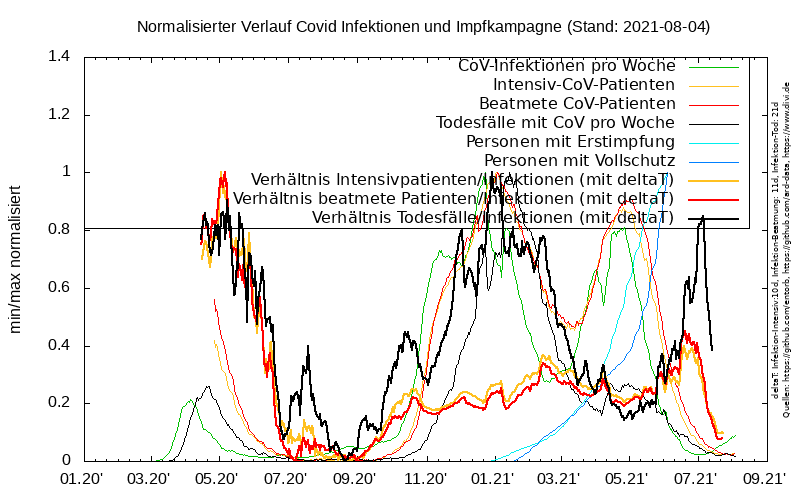 Normalisierter Verlauf Covid Infektionen und Impfkampagne (Stand: 2021-08-04)
1.4
1.2
1
0.8
0.6
0.4
0.2
0
min/max normalisiert
CoV-Infektionen pro Woche
Intensiv-CoV-Patienten
Beatmete CoV-Patienten
Todesfälle mit CoV pro Woche
Personen mit Erstimpfung
Personen mit Vollschutz
Verhältnis Intensivpatienten/Infektionen (mit deltaT)
Verhältnis beatmete Patienten/Infektionen (mit deltaT)
Verhältnis Todesfälle/Infektionen (mit deltaT)
01.20' 03.20' 05.20' 07.20' 09.20' 11.20' 01.21' 03.21' 05.21' 07.21' 09.21'
deltaT: Infektion-Intensiv:10d, Infektion-Beatmung: 11d, Infektion-Tod: 21d
Quellen: https://github.com/entorb, https://github.com/ard-data, https://www.divi.de